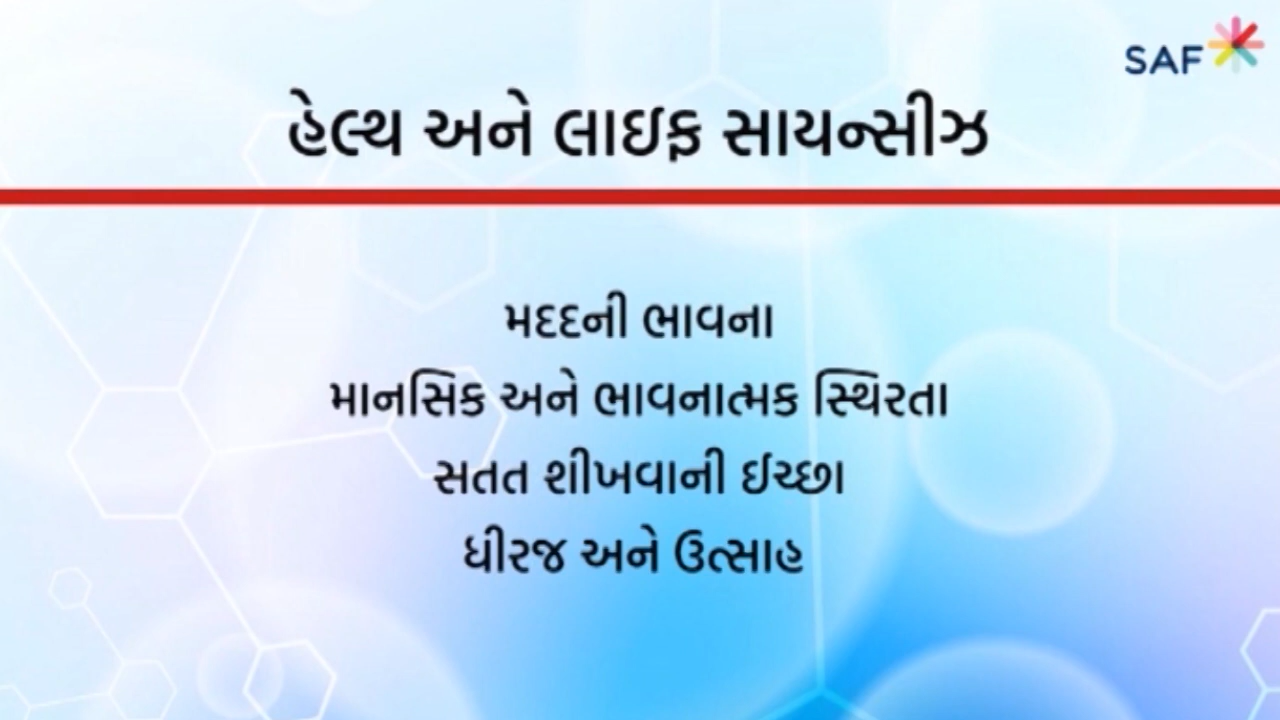 SAF
હેલ્થ અને લાઇફ સાયન્સીઝ
મદદની ભાવના
માનસિક અને ભાવનાત્મક સ્થિરતા
સતત શીખવાની ઈચ્છા
ધીરજ અને ઉત્સાહ